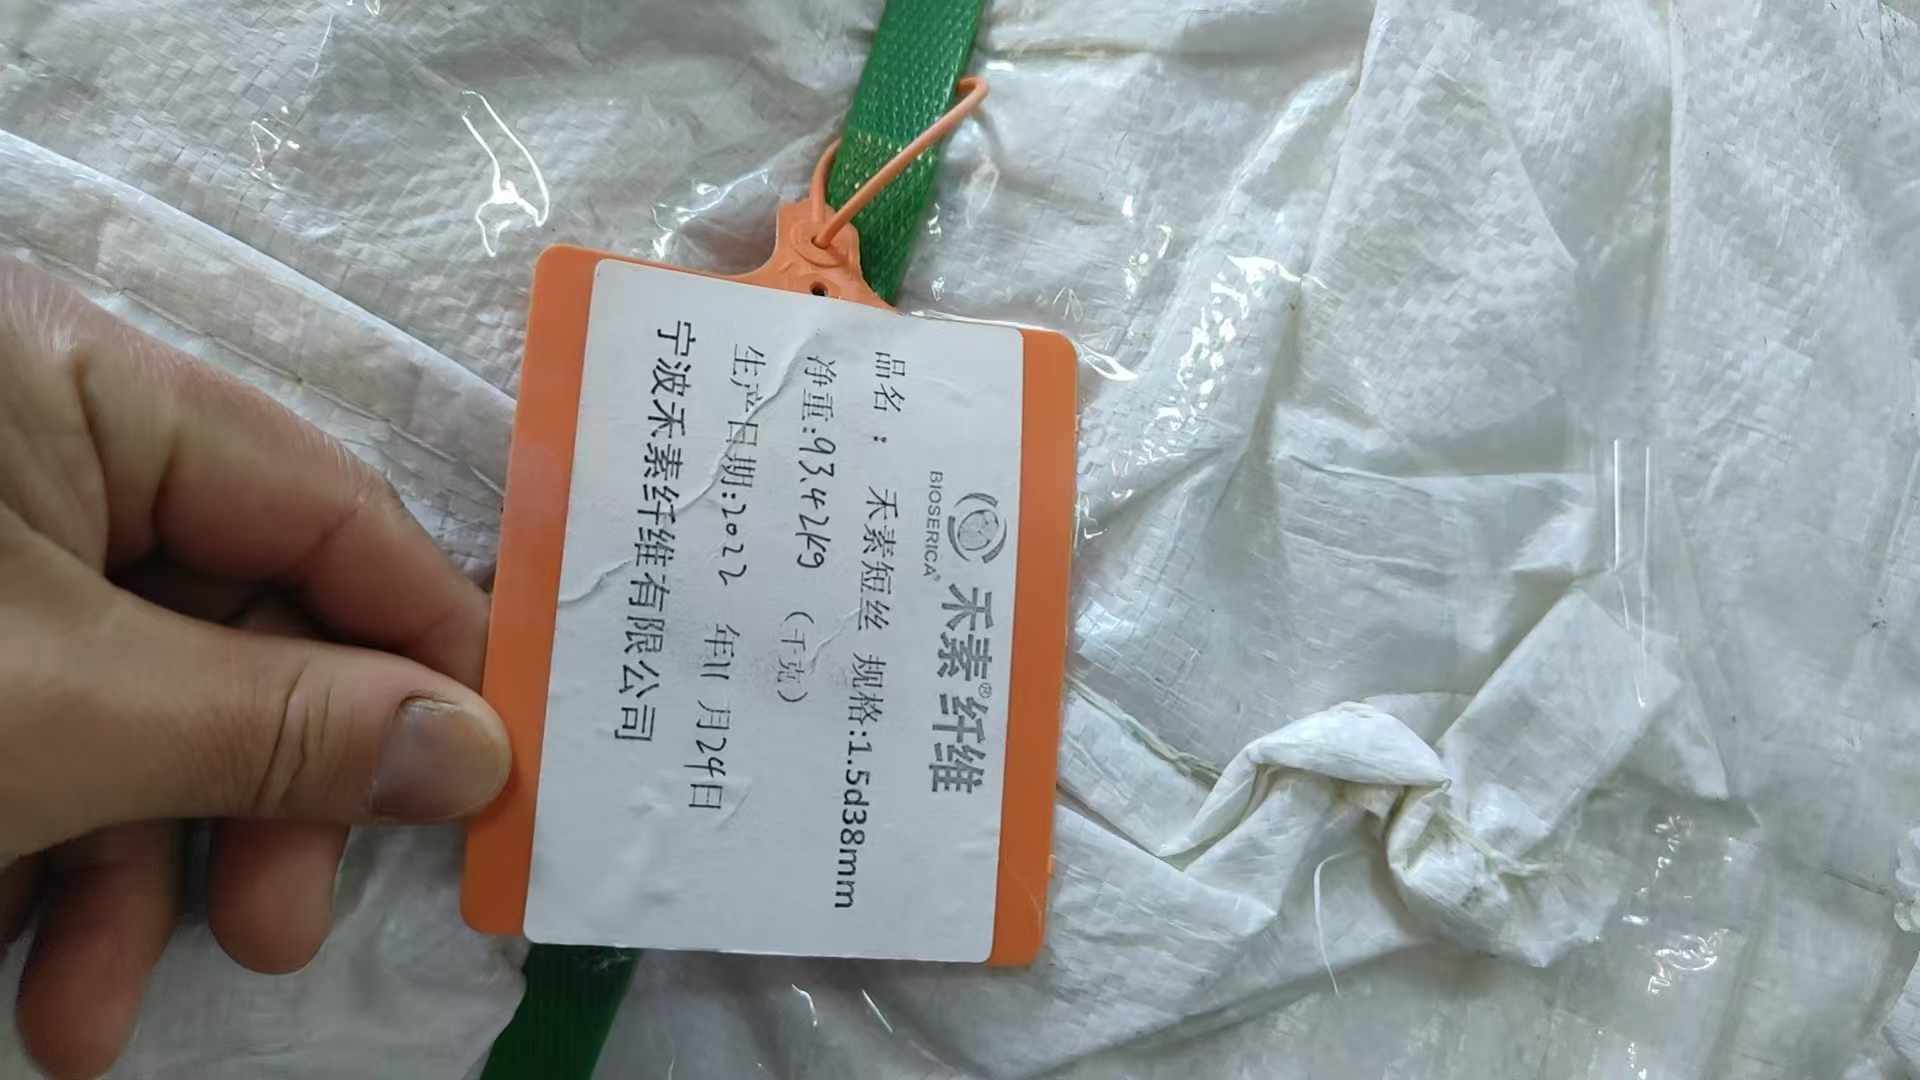 禾素®纤维
BIOSERICA®
品名： 禾素短丝 规格:1.5d38mm
净重:93.42kg （千克）
生产日期:2022 年11月24日
宁波禾素纤维有限公司